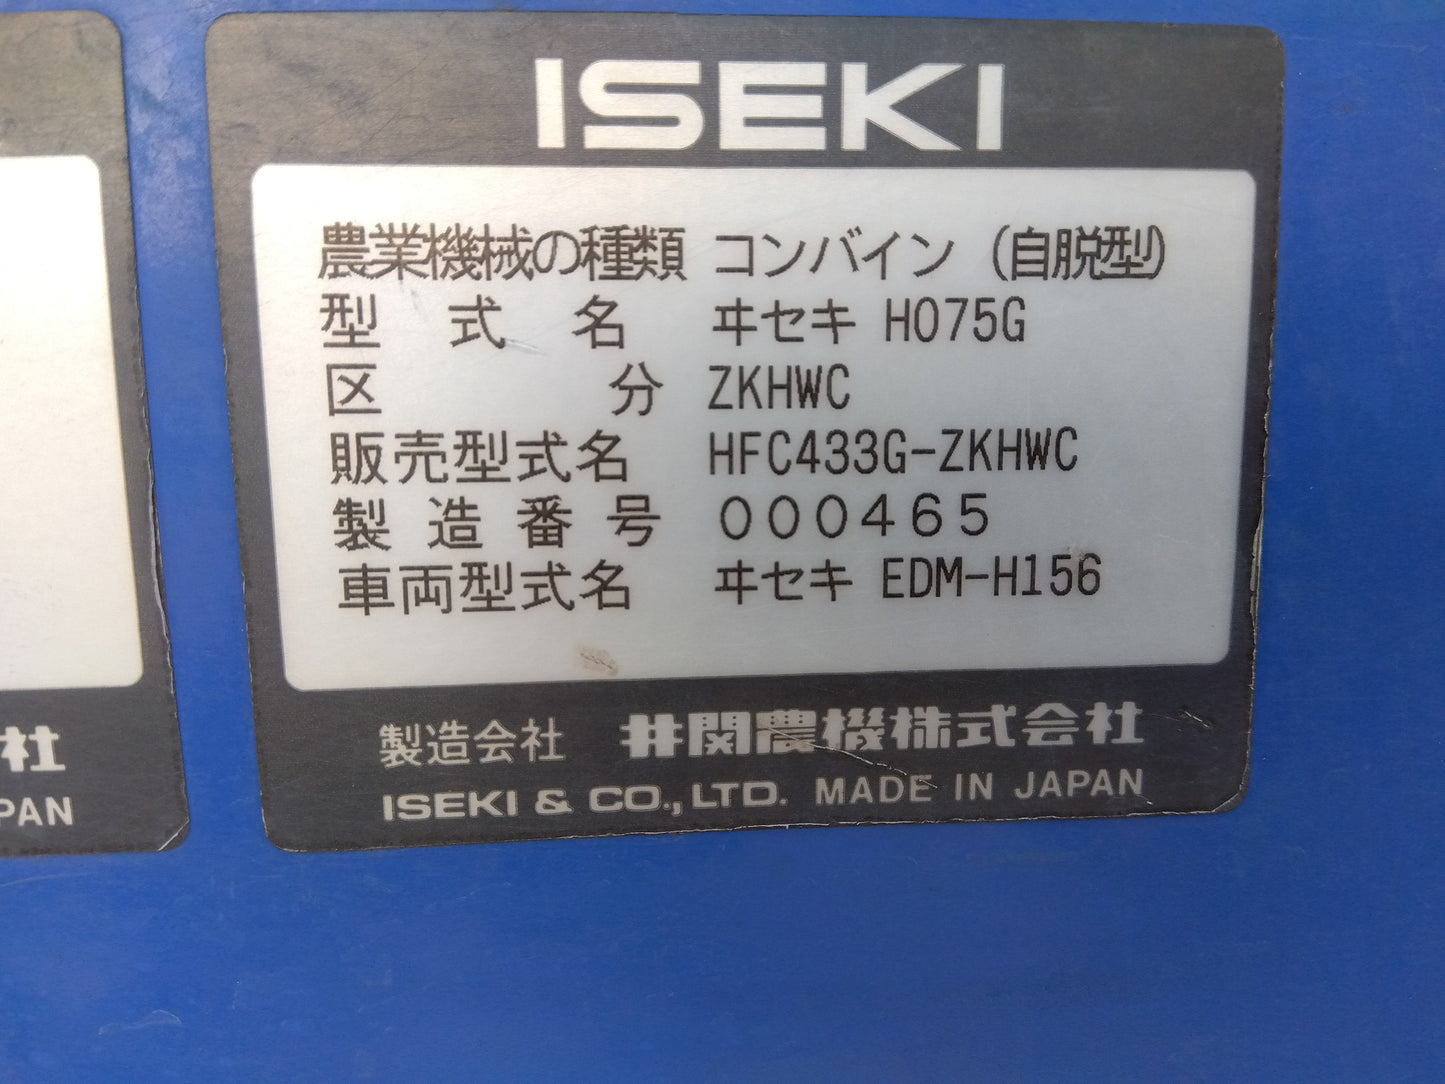 ISEKI
農業機械の種類 コンバイン (自脱型)
型式名 ヰセキ H075G
区分 ZKHWC
販売型式名 HFC433G-ZKHWC
製造番号 000465
車両型式名 ヰセキ EDM-H156
製造会社 井関農機株式会社
ISEKI & CO., LTD. MADE IN JAPAN
社
PAN